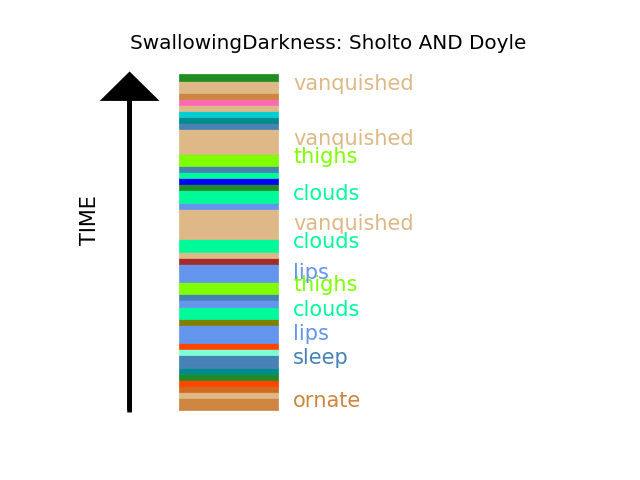 SwallowingDarkness: Sholto AND Doyle
vanquished
vanquished
thighs
clouds
vanquished
clouds
lips
thighs
clouds
lips
sleep
ornate
TIME